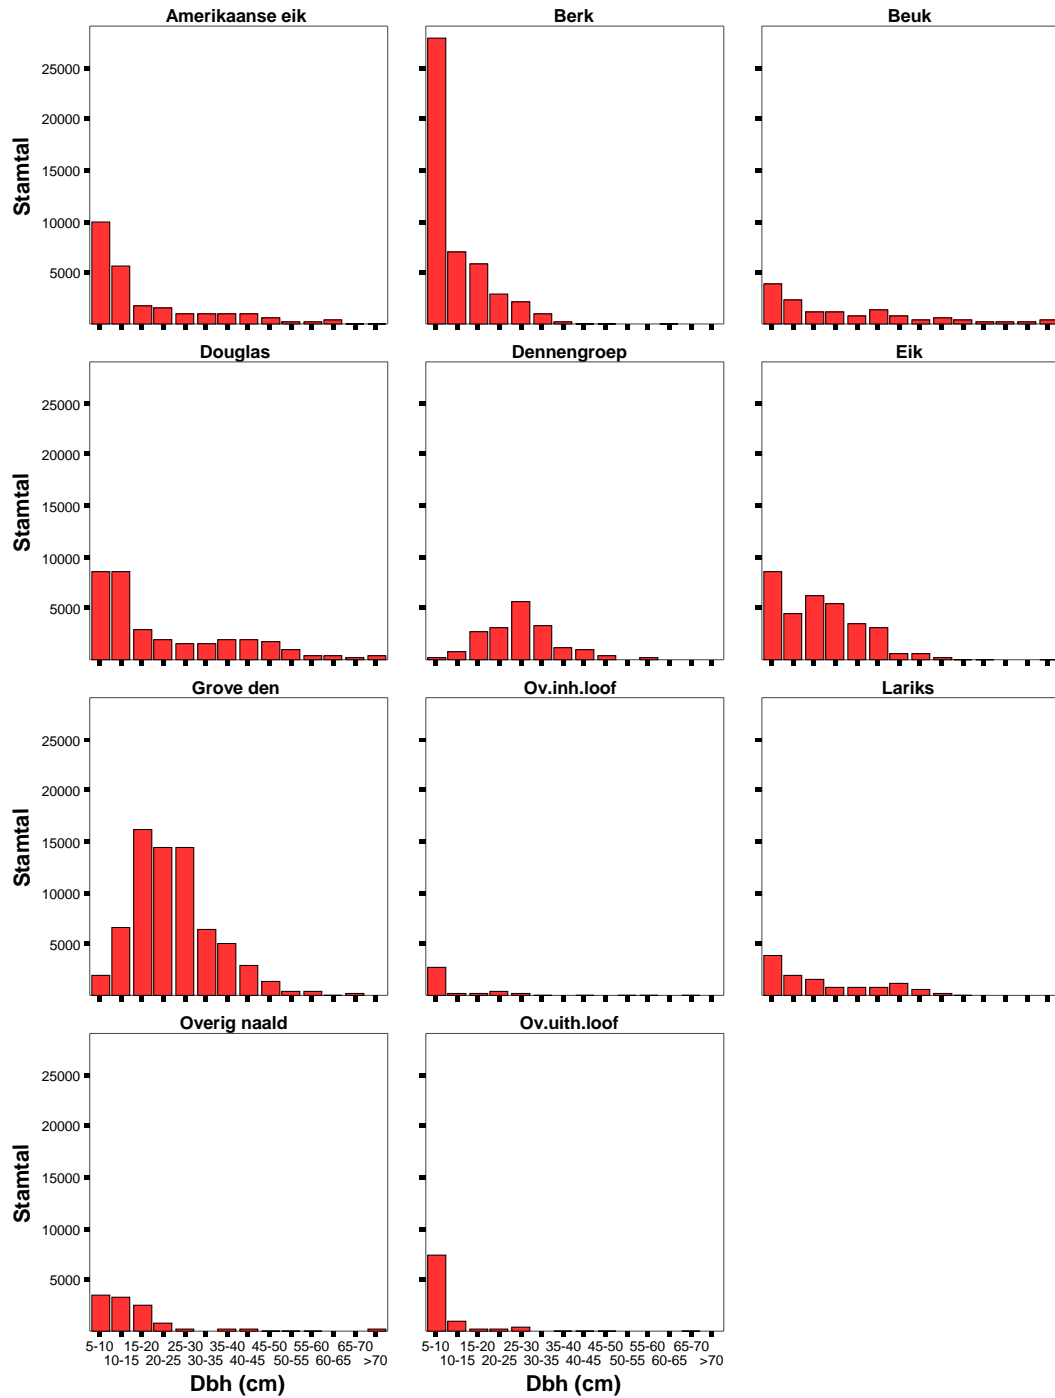 Amerikaanse eik Berk Beuk
25000
20000
15000
10000
5000
Stamtal
Douglas Dennengroep Eik
25000
20000
15000
10000
5000
Stamtal
Grove den Ov.inh.loof Lariks
25000
20000
15000
10000
5000
Stamtal
Overig naald Ov.uith.loof
25000
20000
15000
10000
5000
Stamtal
5-10 15-20 25-30 35-40 45-50 55-60 65-70 5-10 15-20 25-30 35-40 45-50 55-60 65-70
10-15 20-25 30-35 40-45 50-55 60-65 >70 10-15 20-25 30-35 40-45 50-55 60-65 >70
Dbh (cm) Dbh (cm)